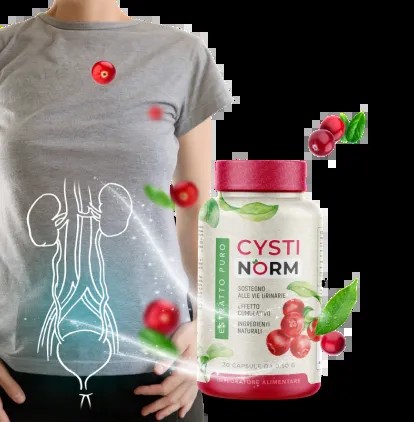 ESTRATTO PURO
CYSTI
NORM
SOSTEGNO
ALLE VIE URINARIE
EFFETTO
CUMULATIVO
INGREDIENTI
NATURALI
30 CAPSULE
INTEGRATORE ALIMENTARE